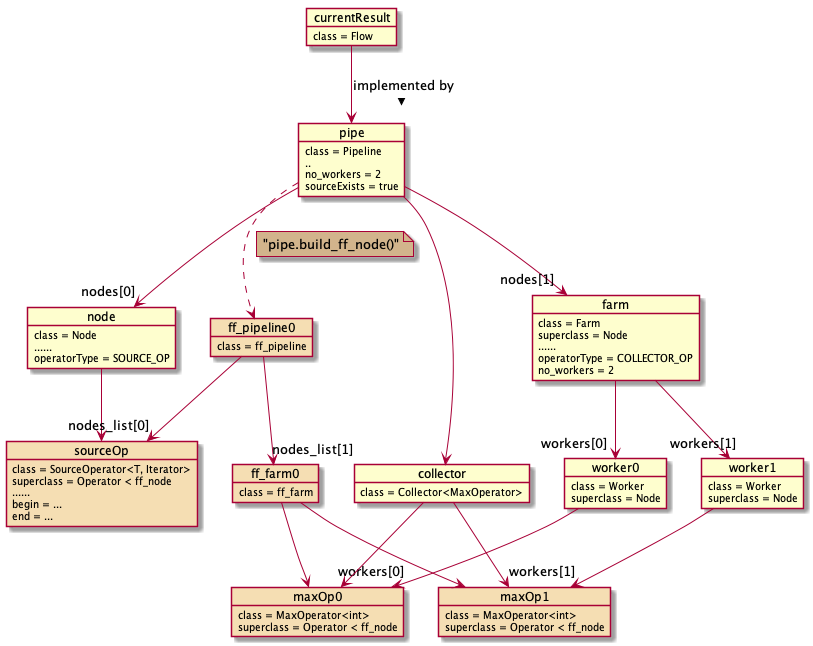 currentResult
class = Flow
implemented by
pipe
class = Pipeline
..
no_workers = 2
sourceExists = true
"pipe.build_ff_node()"
nodes[0]
nodes[1]
node
class = Node
......
operatorType = SOURCE_OP
ff_pipeline0
class = ff_pipeline
farm
class = Farm
superclass = Node
......
operatorType = COLLECTOR_OP
no_workers = 2
nodes_list[0]
nodes_list[1]
workers[0]
workers[1]
sourceOp
class = SourceOperator<T, Iterator>
superclass = Operator < ff_node
......
begin = ...
end = ...
ff_farm0
class = ff_farm
collector
class = Collector<MaxOperator>
worker0
class = Worker
superclass = Node
worker1
class = Worker
superclass = Node
workers[0]
workers[1]
maxOp0
class = MaxOperator<int>
superclass = Operator < ff_node
maxOp1
class = MaxOperator<int>
superclass = Operator < ff_node